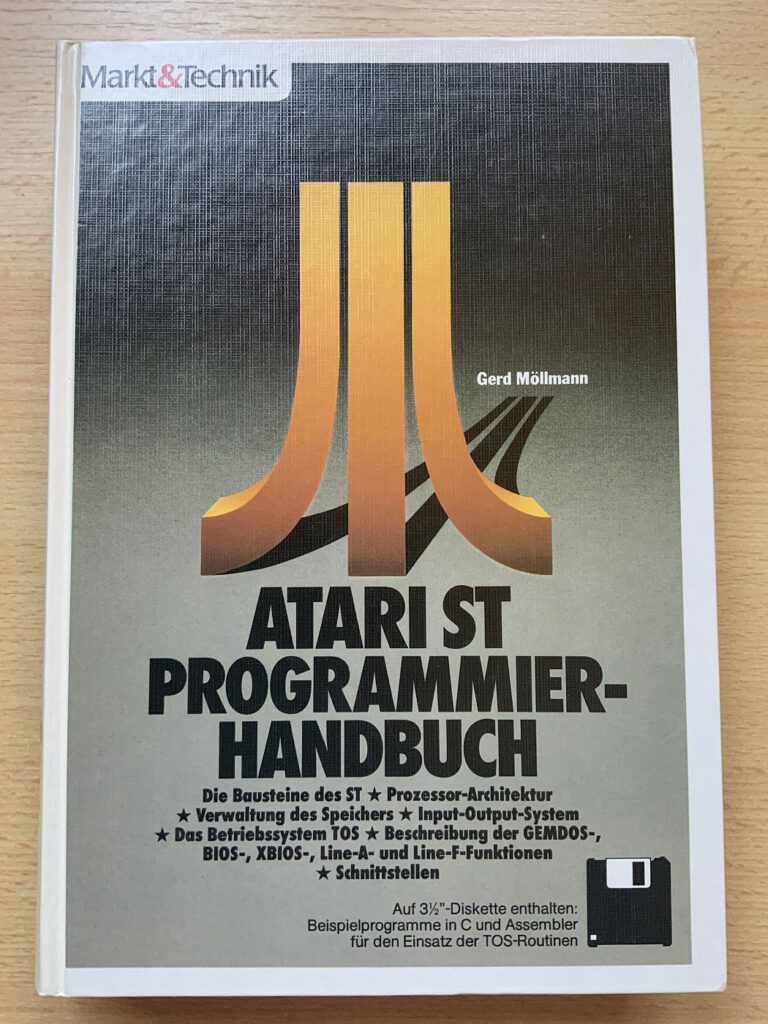 Markt&Technik
Gerd Möllmann
ATARI ST
PROGRAMMIER-
HANDBUCH
Die Bausteine des ST ★ Prozessor-Architektur
★ Verwaltung des Speichers ★ Input-Output-System
★ Das Betriebssystem TOS ★ Beschreibung der GEMDOS-,
BIOS-, XBIOS-, Line-A- und Line-F-Funktionen
★ Schnittstellen
Auf 3½"-Diskette enthalten:
Beispielprogramme in C und Assembler
für den Einsatz der TOS-Routinen